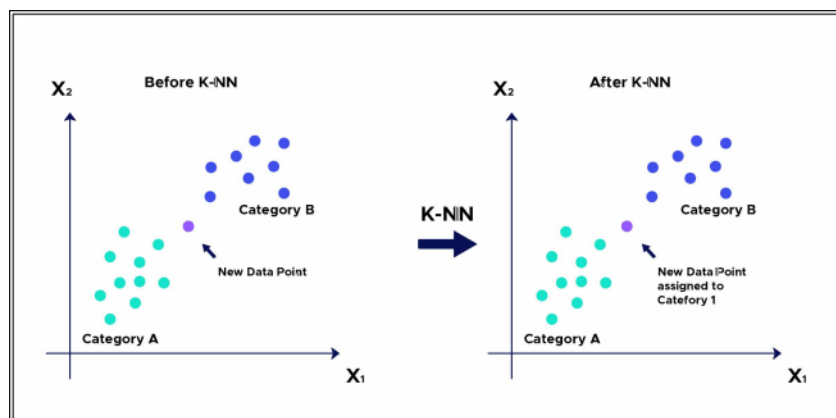 Before K-NN
X₂
Category B
New Data Point
Category A
X₁
K-NN
After K-NN
X₂
Category B
New Data Point
assigned to
Catefory 1
Category A
X₁